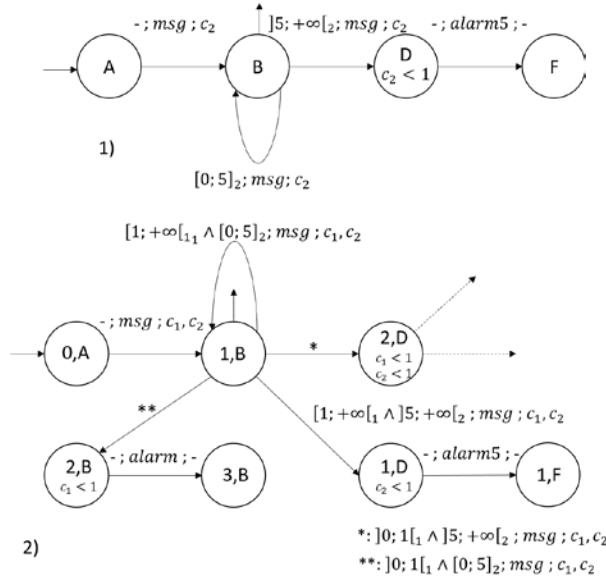 - ; msg ; c₂
]5; +∞[₂; msg ; c₂
- ; alarm5 ; -
A
B
D
c₂ < 1
F
1)
[0; 5]₂; msg; c₂
[1; +∞[₁₁ ∧ [0; 5]₂; msg ; c₁, c₂
- ; msg ; c₁, c₂
0,A
1,B
*
2,D
c₁ < 1
c₂ < 1
**
[1; +∞[₁ ∧ ]5; +∞[₂ ; msg ; c₁, c₂
2,B
c₁ < 1
- ; alarm ; -
3,B
1,D
c₂ < 1
- ; alarm5 ; -
1,F
*: ]0; 1[₁ ∧ ]5; +∞[₂ ; msg ; c₁, c₂
2)
**: ]0; 1[₁ ∧ [0; 5]₂; msg ; c₁, c₂